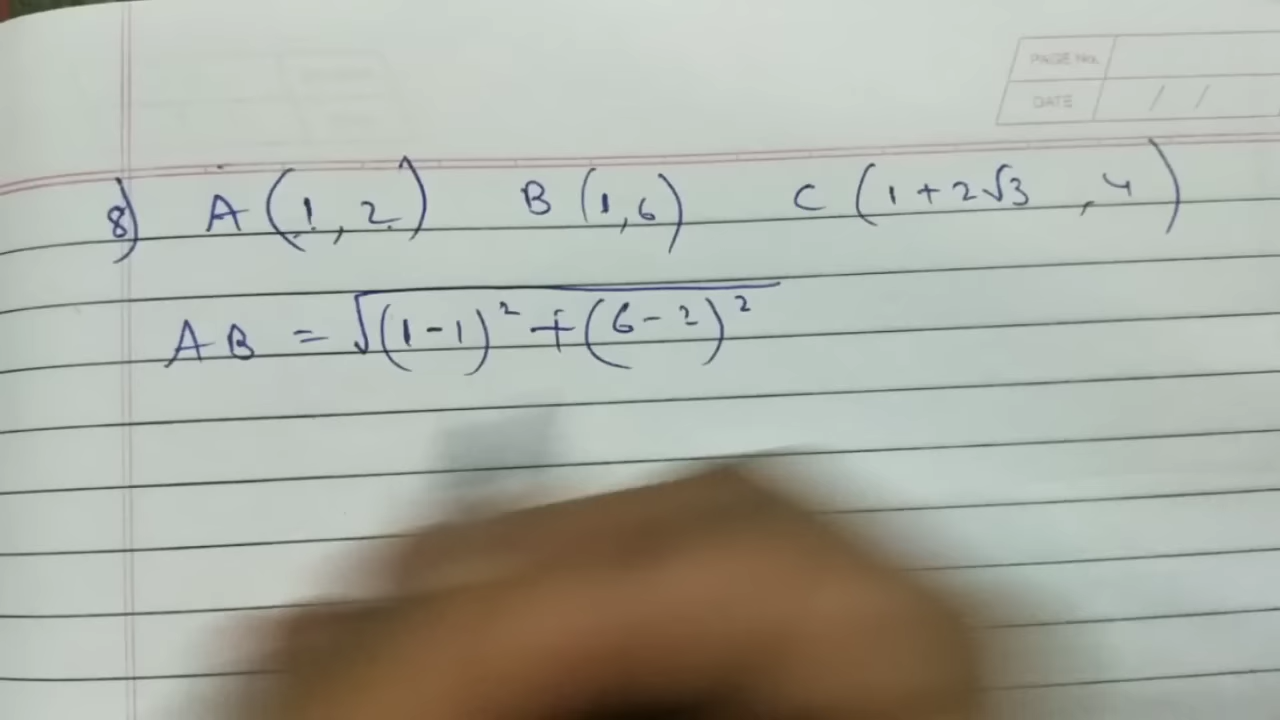 PAGE No.
DATE / /
8) A (1, 2) B (1,6) C (1+2√3 , 4)
AB = √(1-1)² + (6-2)²